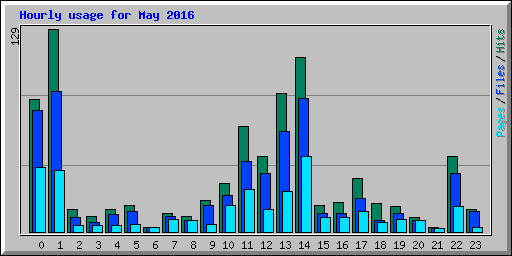 Hourly usage for May 2016
129
Pages/Files/Hits
0 1 2 3 4 5 6 7 8 9 10 11 12 13 14 15 16 17 18 19 20 21 22 23